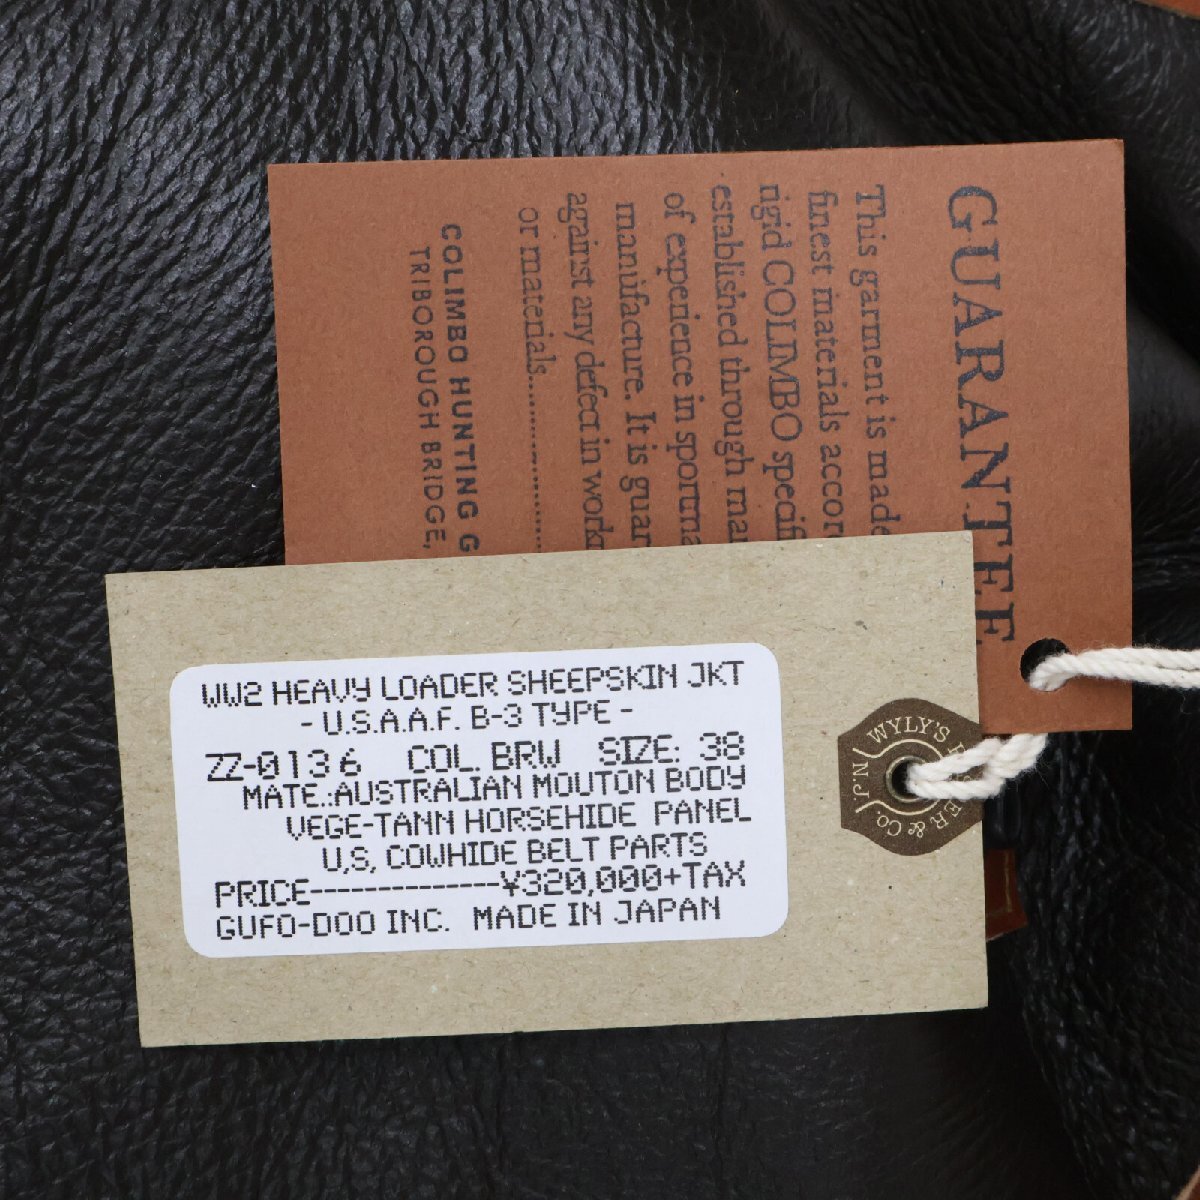 GUARANTEE
This garment is made
finest materials accor
rigid COLIMBO specifi
established through ma
of experience in sportma
manufacture. It is guar
against any defect in work
or materials.
COLIMBO HUNTING G
TRIBOROUGH BRIDGE,
WW2 HEAVY LOADER SHEEPSKIN JKT
- U.S.A.A.F. B-3 TYPE -
ZZ-0136 COL. BRW SIZE: 38
MATE.:AUSTRALIAN MOUTON BODY
VEGE-TANN HORSEHIDE PANEL
U,S, COWHIDE BELT PARTS
PRICE---------------¥320,000+TAX
GUFO-DOO INC. MADE IN JAPAN
WYLY'S
& CO.